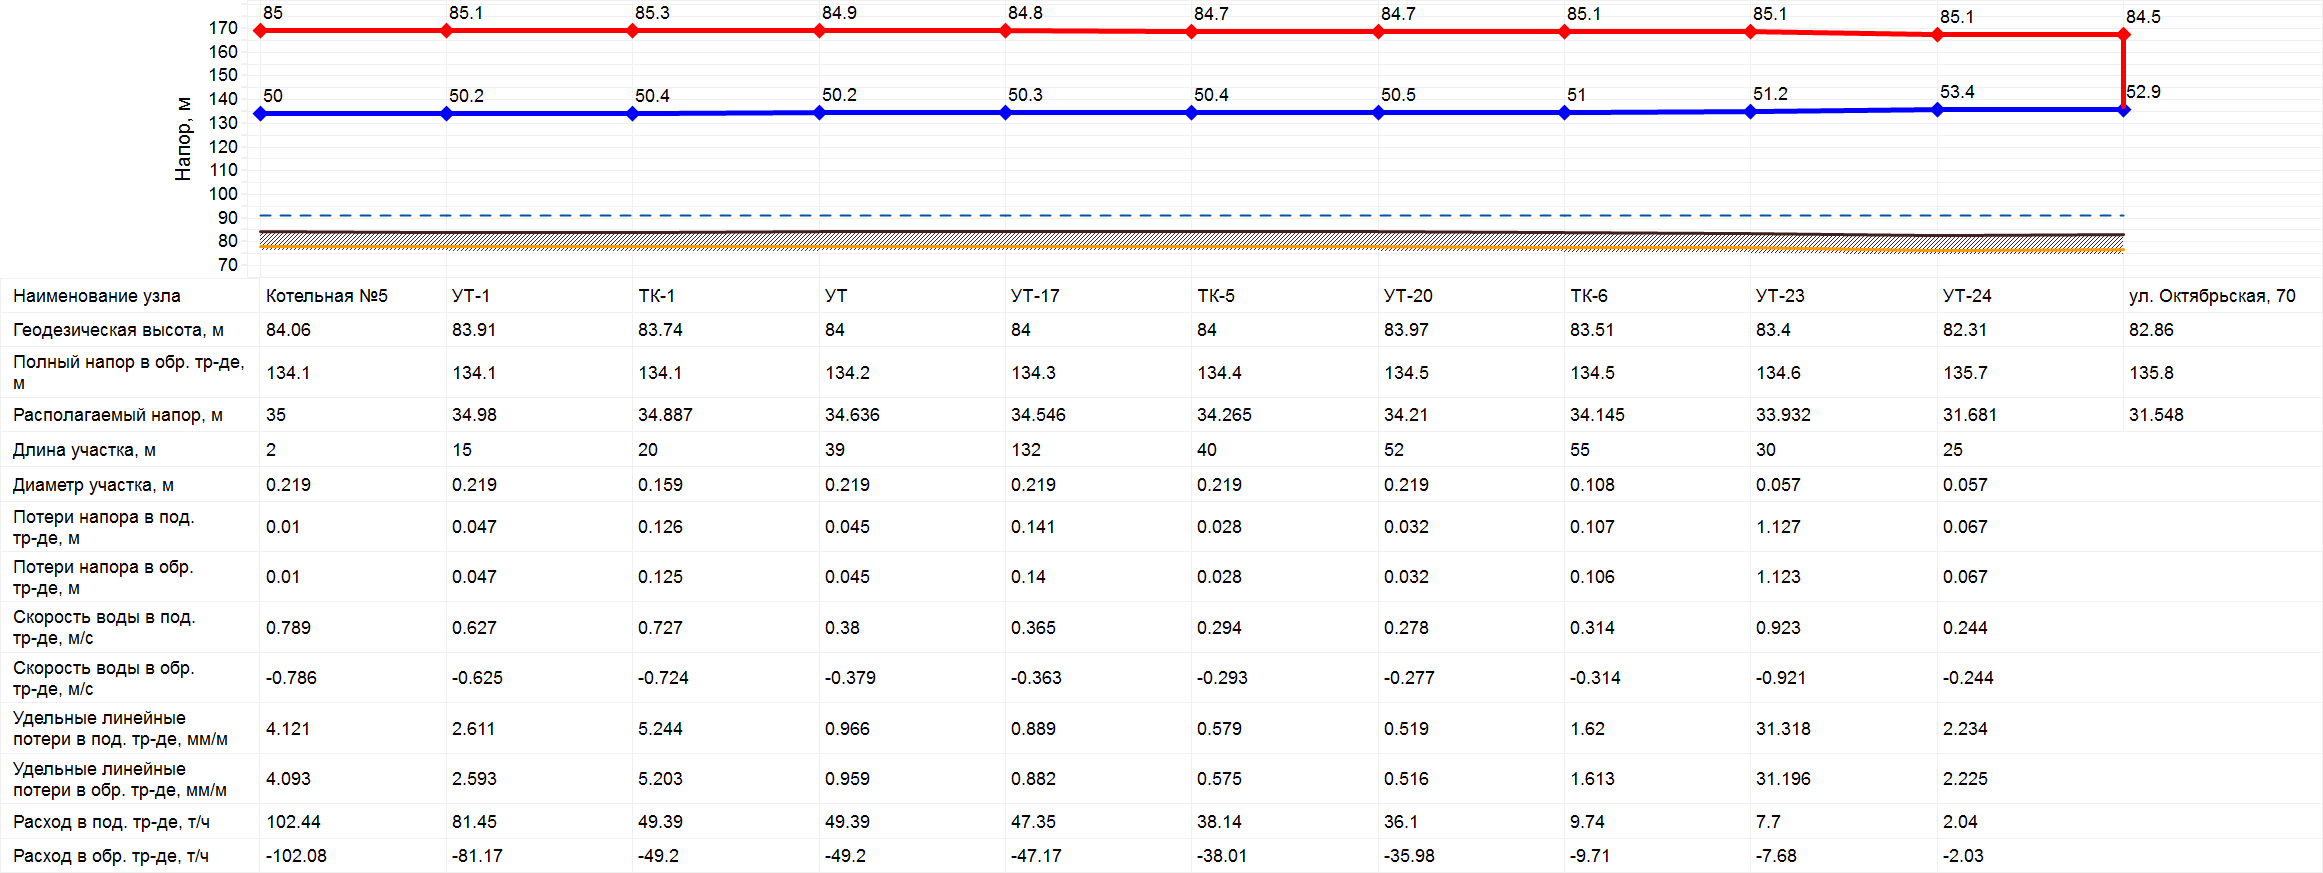 85 85.1 85.3 84.9 84.8 84.7 84.7 85.1 85.1 85.1 84.5
170
160
150
140
130
120
110
100
90
80
70
Напор, м
50 50.2 50.4 50.2 50.3 50.4 50.5 51 51.2 53.4 52.9
Наименование узла Котельная №5 УТ-1 ТК-1 УТ УТ-17 ТК-5 УТ-20 ТК-6 УТ-23 УТ-24 ул. Октябрьская, 70
Геодезическая высота, м 84.06 83.91 83.74 84 84 84 83.97 83.51 83.4 82.31 82.86
Полный напор в обр. тр-де,
м 134.1 134.1 134.1 134.2 134.3 134.4 134.5 134.5 134.6 135.7 135.8
Располагаемый напор, м 35 34.98 34.887 34.636 34.546 34.265 34.21 34.145 33.932 31.681 31.548
Длина участка, м 2 15 20 39 132 40 52 55 30 25
Диаметр участка, м 0.219 0.219 0.159 0.219 0.219 0.219 0.219 0.108 0.057 0.057
Потери напора в под.
тр-де, м 0.01 0.047 0.126 0.045 0.141 0.028 0.032 0.107 1.127 0.067
Потери напора в обр.
тр-де, м 0.01 0.047 0.125 0.045 0.14 0.028 0.032 0.106 1.123 0.067
Скорость воды в под.
тр-де, м/с 0.789 0.627 0.727 0.38 0.365 0.294 0.278 0.314 0.923 0.244
Скорость воды в обр.
тр-де, м/с -0.786 -0.625 -0.724 -0.379 -0.363 -0.293 -0.277 -0.314 -0.921 -0.244
Удельные линейные
потери в под. тр-де, мм/м 4.121 2.611 5.244 0.966 0.889 0.579 0.519 1.62 31.318 2.234
Удельные линейные
потери в обр. тр-де, мм/м 4.093 2.593 5.203 0.959 0.882 0.575 0.516 1.613 31.196 2.225
Расход в под. тр-де, т/ч 102.44 81.45 49.39 49.39 47.35 38.14 36.1 9.74 7.7 2.04
Расход в обр. тр-де, т/ч -102.08 -81.17 -49.2 -49.2 -47.17 -38.01 -35.98 -9.71 -7.68 -2.03